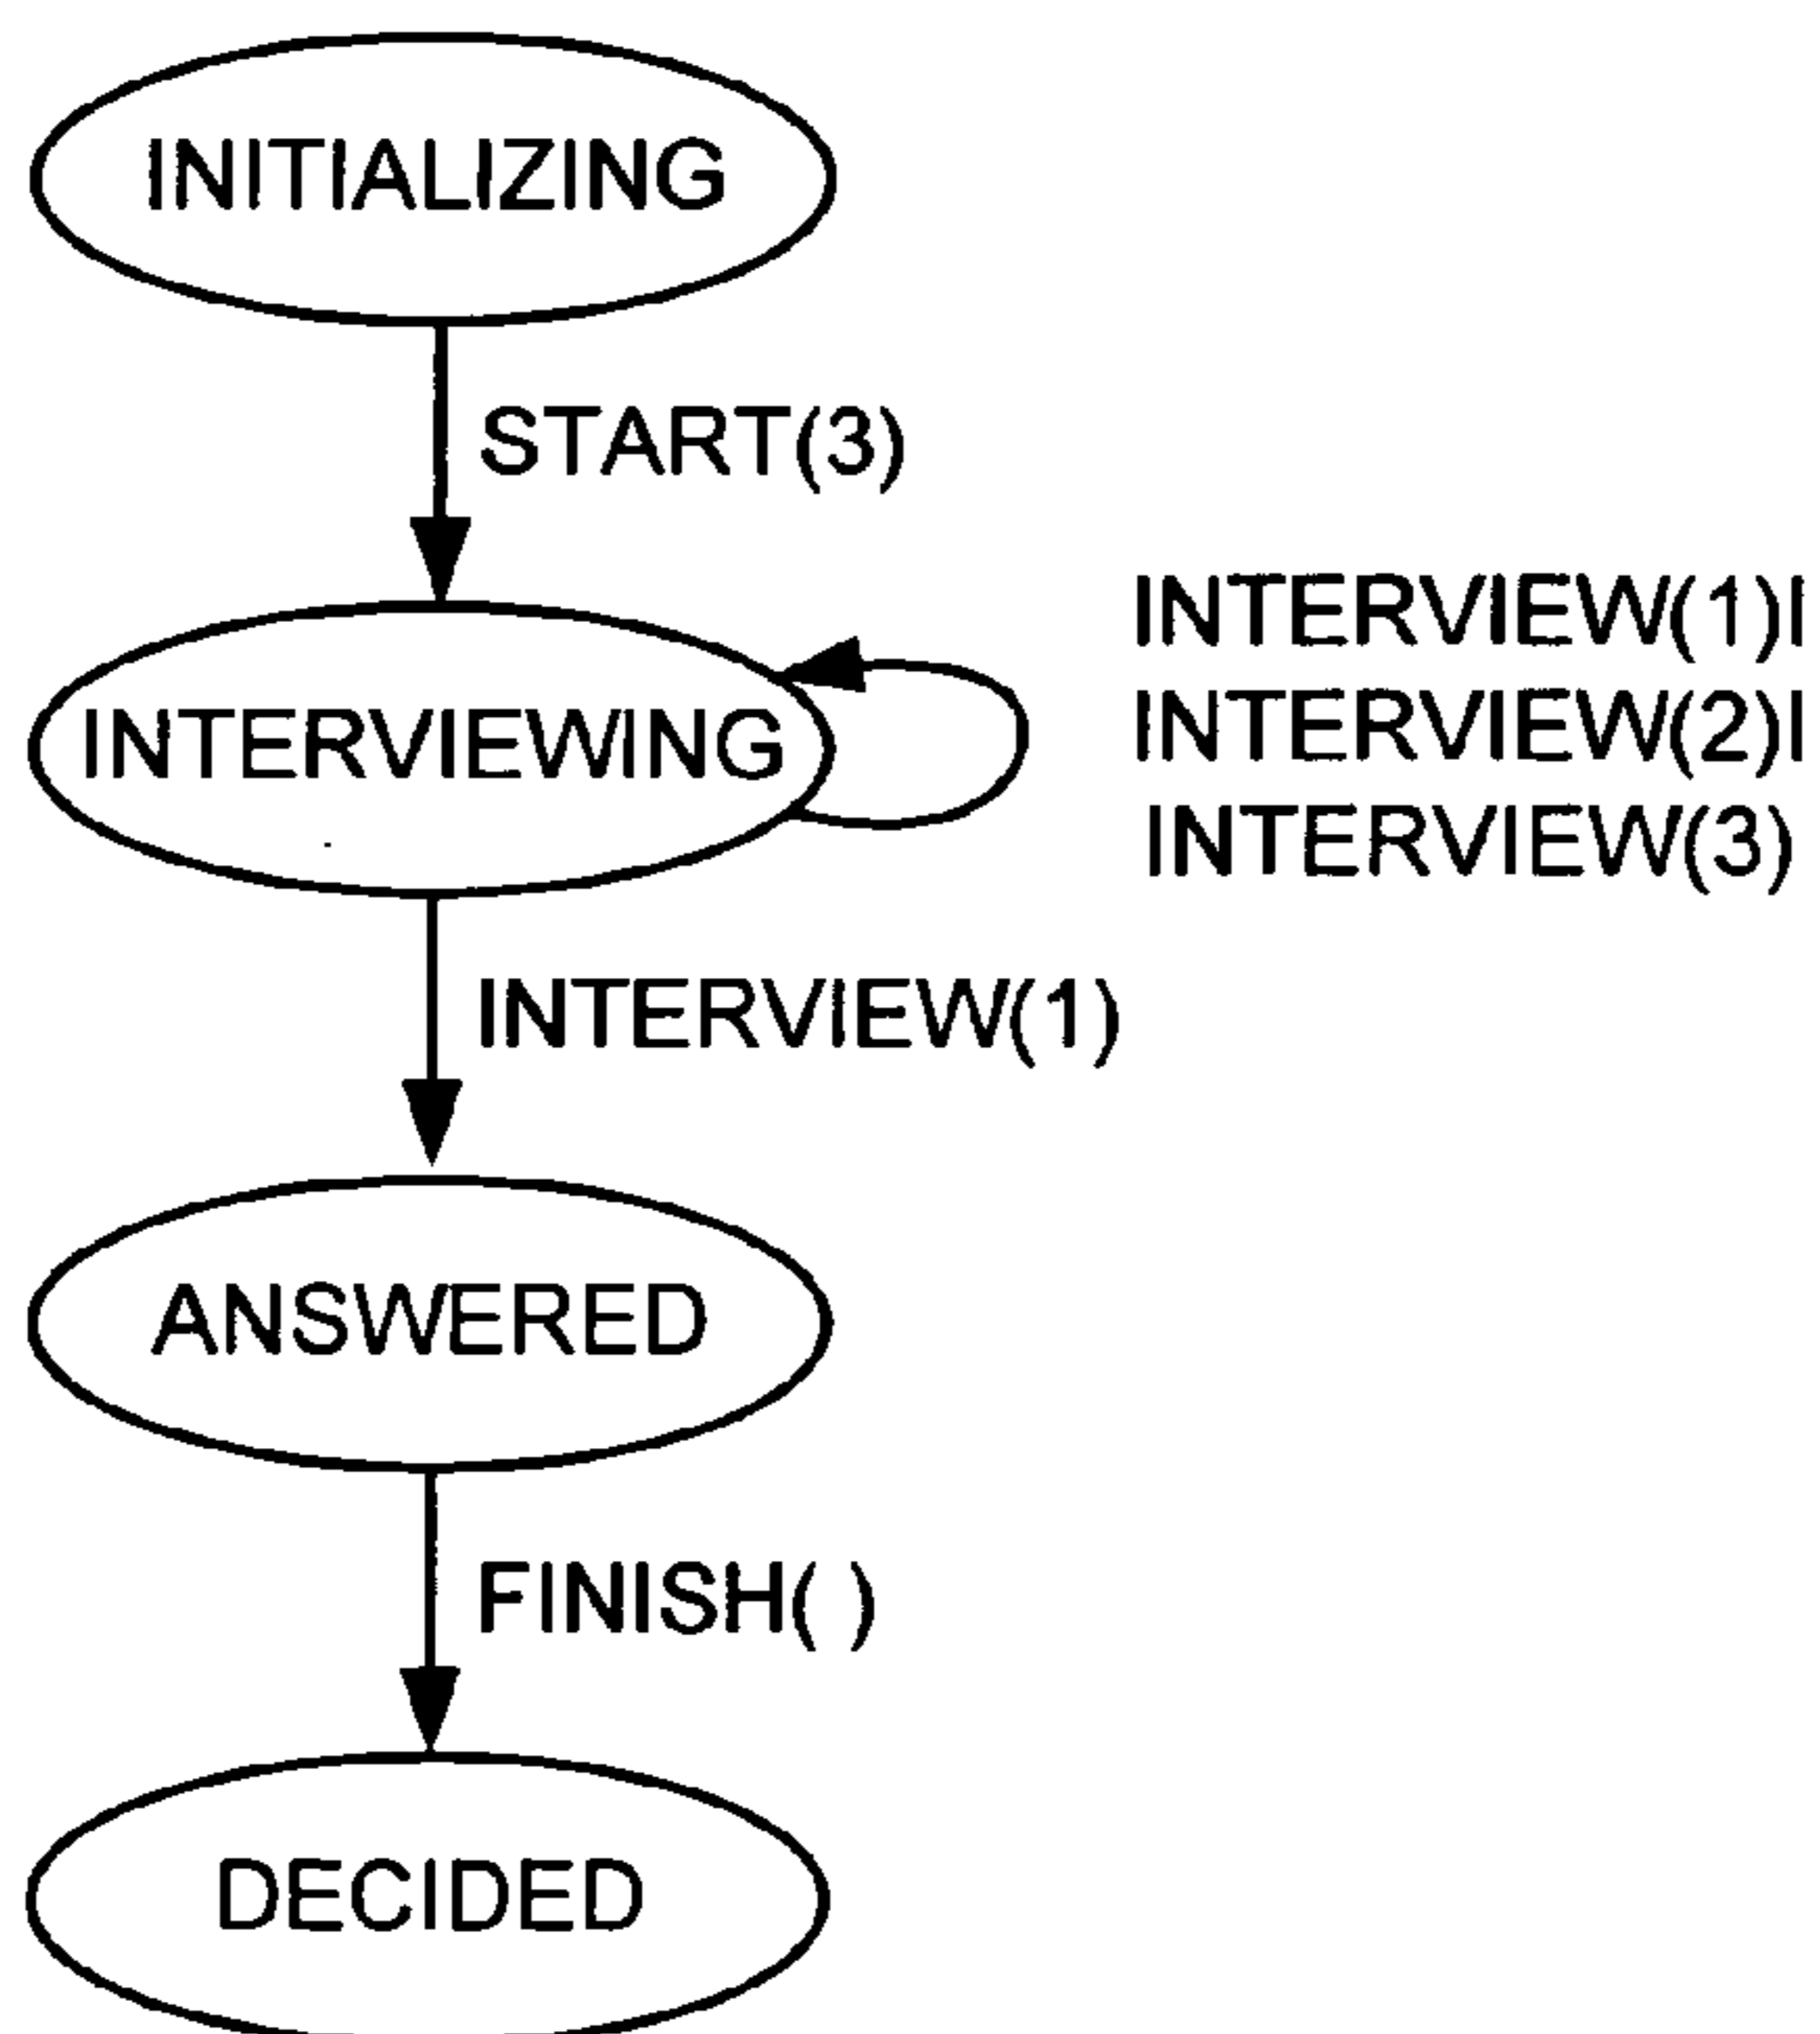 INITIALIZING
START(3)
INTERVIEW(1)|
INTERVIEW(2)|
INTERVIEW(3)
INTERVIEWING
INTERVIEW(1)
ANSWERED
FINISH( )
DECIDED